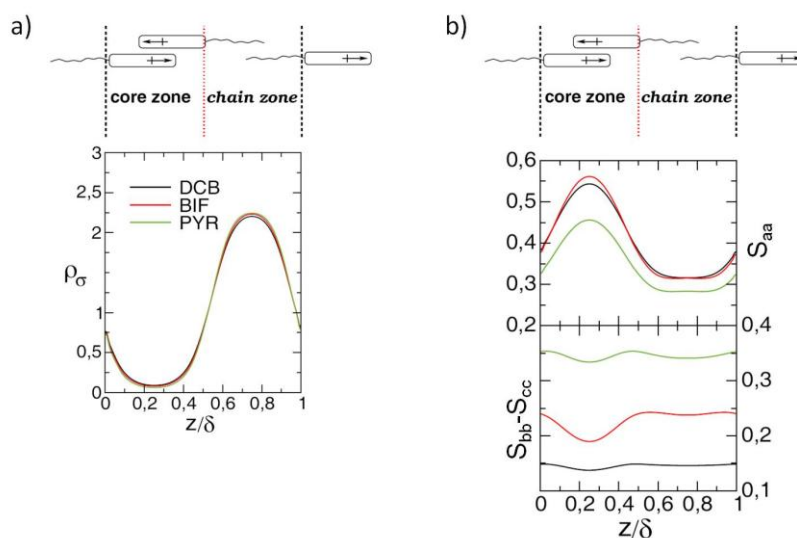 a)
core zone
chain zone
3
2,5
2
1,5
1
0,5
0
ρσ
DCB
BIF
PYR
0 0,2 0,4 0,6 0,8 1
z/δ
b)
core zone
chain zone
0,6
0,5
0,4
0,3
0,2
Saa
0,4
0,3
0,2
0,1
Sbb-Scc
0 0,2 0,4 0,6 0,8 1
z/δ